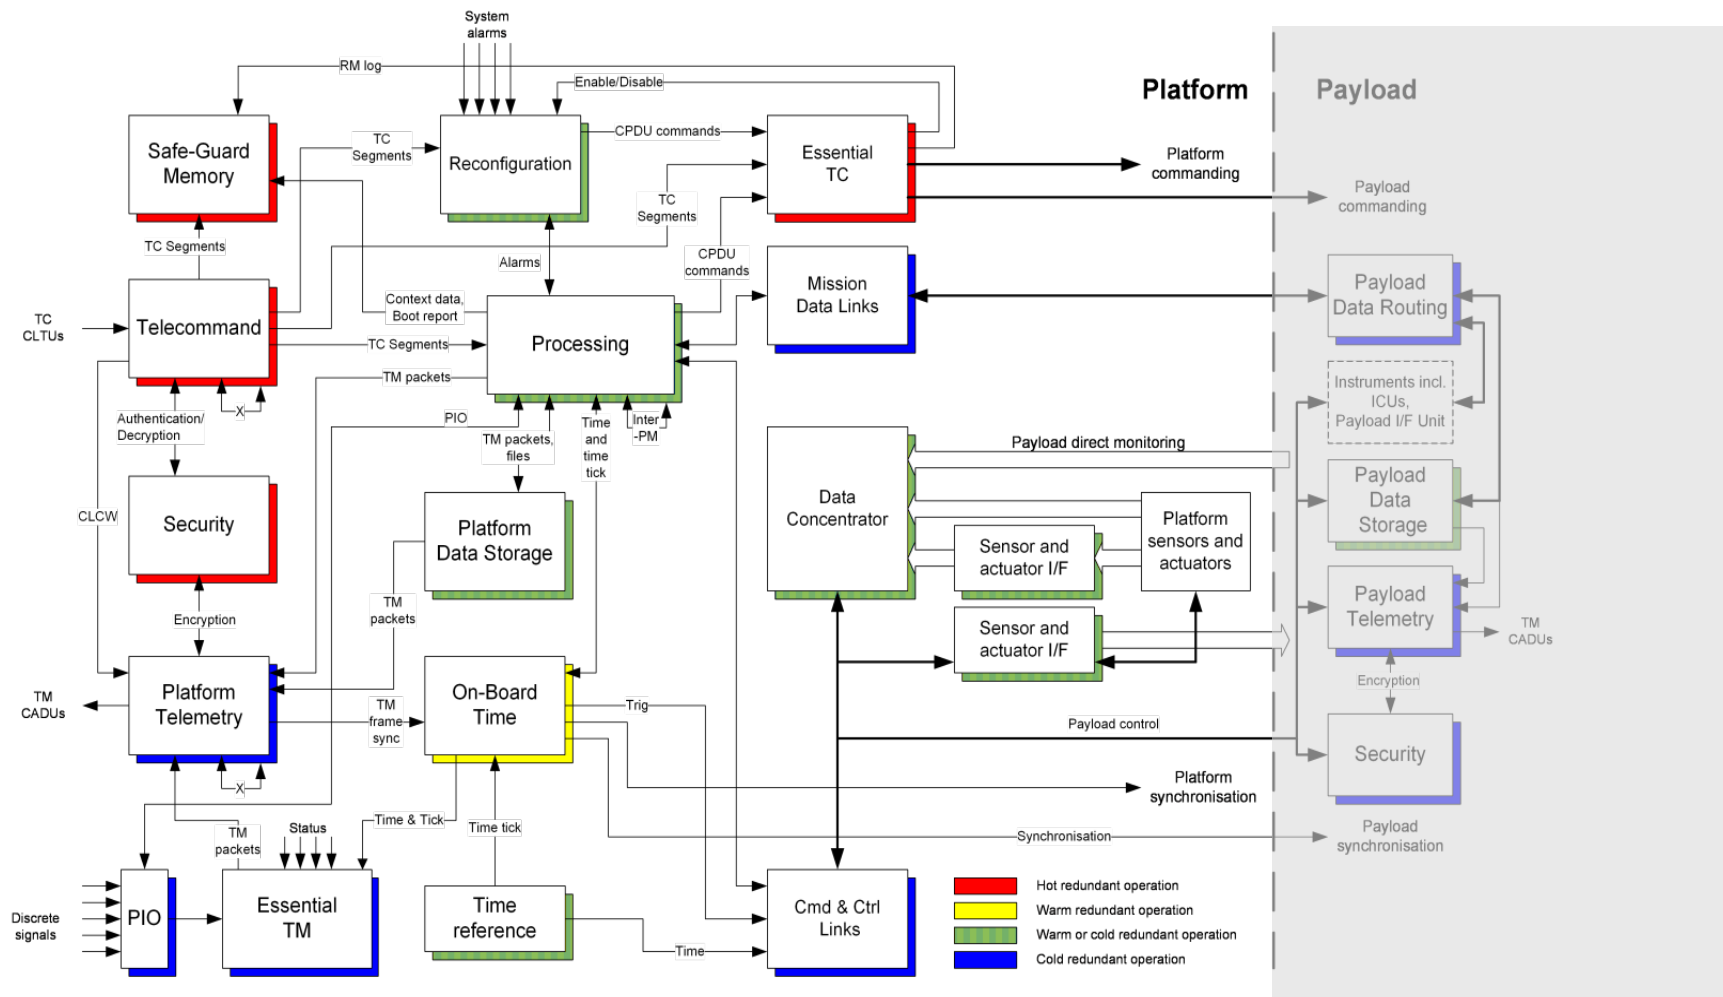 System
alarms
RM log
Enable/Disable
Platform
Payload
Safe-Guard
Memory
TC
Segments
Reconfiguration
CPDU commands
Essential
TC
Platform
commanding
Payload
commanding
TC
Segments
TC Segments
Alarms
CPDU
commands
Mission
Data Links
Payload
Data Routing
TC
CLTUs
Telecommand
Context data,
Boot report
Processing
TC Segments
TM packets
X
Authentication/
Decryption
PIO
TM packets,
files
Time
and
time
tick
Inter
-PM
Instruments incl.
ICUs,
Payload I/F Unit
Payload direct monitoring
CLCW
Security
Platform
Data Storage
Data
Concentrator
Sensor and
actuator I/F
Platform
sensors and
actuators
Payload
Data
Storage
Encryption
TM
packets
Sensor and
actuator I/F
Payload
Telemetry
TM
CADUs
TM
CADUs
Platform
Telemetry
TM
frame
sync
On-Board
Time
Trig
Encryption
Payload control
Security
X
Platform
synchronisation
TM
packets
Status
Time & Tick
Time tick
Synchronisation
Payload
synchronisation
Discrete
signals
PIO
Essential
TM
Time
reference
Time
Cmd & Ctrl
Links
Hot redundant operation
Warm redundant operation
Warm or cold redundant operation
Cold redundant operation